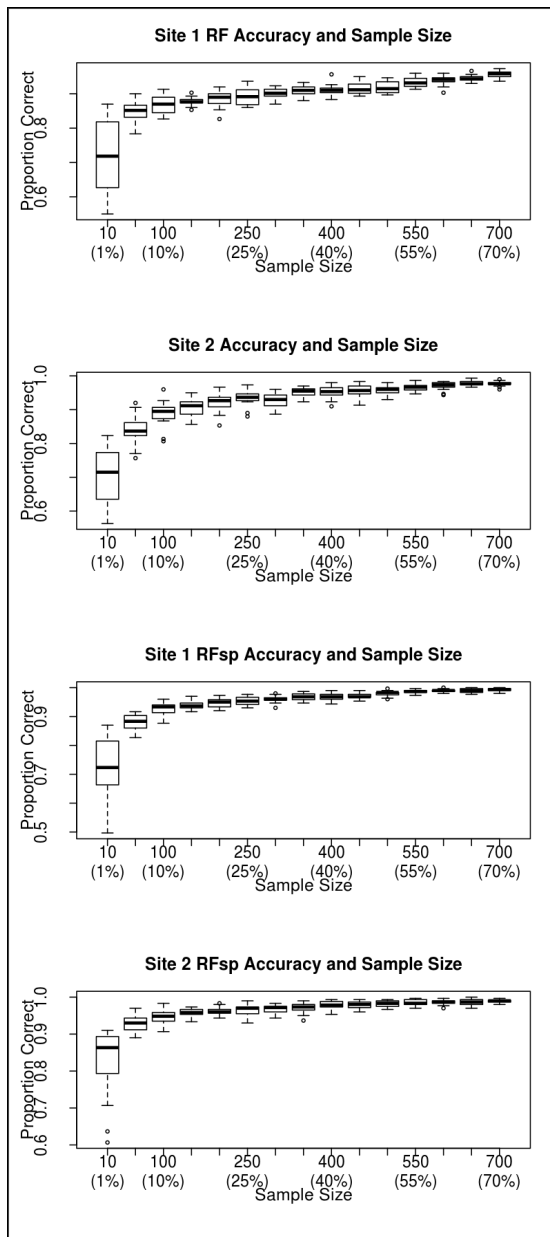 Site 1 RF Accuracy and Sample Size
Proportion Correct
0.6 0.8
10 100 250 400 550 700
(1%) (10%) (25%) (40%) (55%) (70%)
Sample Size
Site 2 Accuracy and Sample Size
Proportion Correct
0.6 0.8 1.0
10 100 250 400 550 700
(1%) (10%) (25%) (40%) (55%) (70%)
Sample Size
Site 1 RFsp Accuracy and Sample Size
Proportion Correct
0.5 0.7 0.9
10 100 250 400 550 700
(1%) (10%) (25%) (40%) (55%) (70%)
Sample Size
Site 2 RFsp Accuracy and Sample Size
Proportion Correct
0.6 0.7 0.8 0.9 1.0
10 100 250 400 550 700
(1%) (10%) (25%) (40%) (55%) (70%)
Sample Size